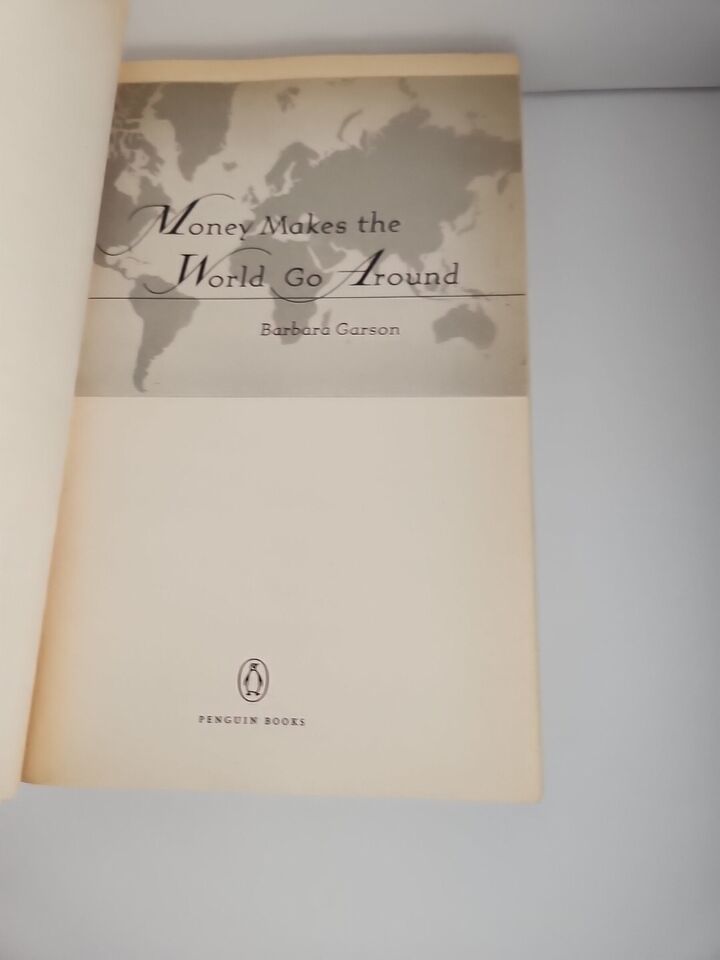 Money Makes the
World Go Around
Barbara Garson
PENGUIN BOOKS